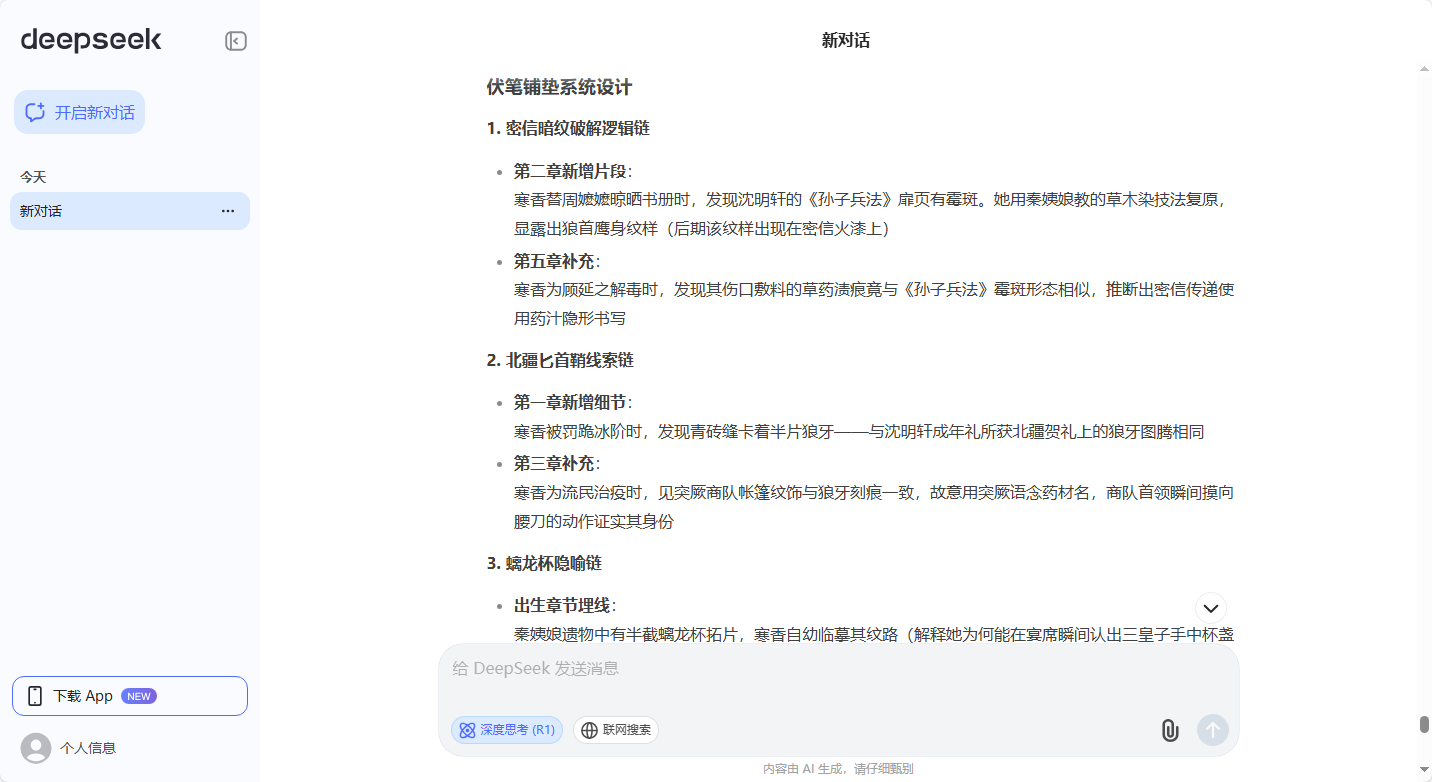 deepseek
开启新对话
今天
新对话
下载 App NEW
个人信息
新对话
伏笔铺垫系统设计
1. 密信暗纹破解逻辑链
第二章新增片段：
寒香替周嬷嬷晾晒书册时，发现沈明轩的《孙子兵法》扉页有霉斑。她用秦姨娘教的草木染技法复原，
显露出狼首鹰身纹样（后期该纹样出现在密信火漆上）
第五章补充：
寒香为顾延之解毒时，发现其伤口敷料的草药渍痕竟与《孙子兵法》霉斑形态相似，推断出密信传递使
用药汁隐形书写
2. 北疆匕首鞘线索链
第一章新增细节：
寒香被罚跪冰阶时，发现青砖缝卡着半片狼牙——与沈明轩成年礼所获北疆贺礼上的狼牙图腾相同
第三章补充：
寒香为流民治疫时，见突厥商队帐篷纹饰与狼牙刻痕一致，故意用突厥语念药材名，商队首领瞬间摸向
腰刀的动作证实其身份
3. 螭龙杯隐喻链
出生章节埋线：
秦姨娘遗物中有半截螭龙杯拓片，寒香自幼临摹其纹路（解释她为何能在宴席瞬间认出三皇子手中杯盏
给 DeepSeek 发送消息
深度思考 (R1)
联网搜索
内容由 AI 生成，请仔细甄别